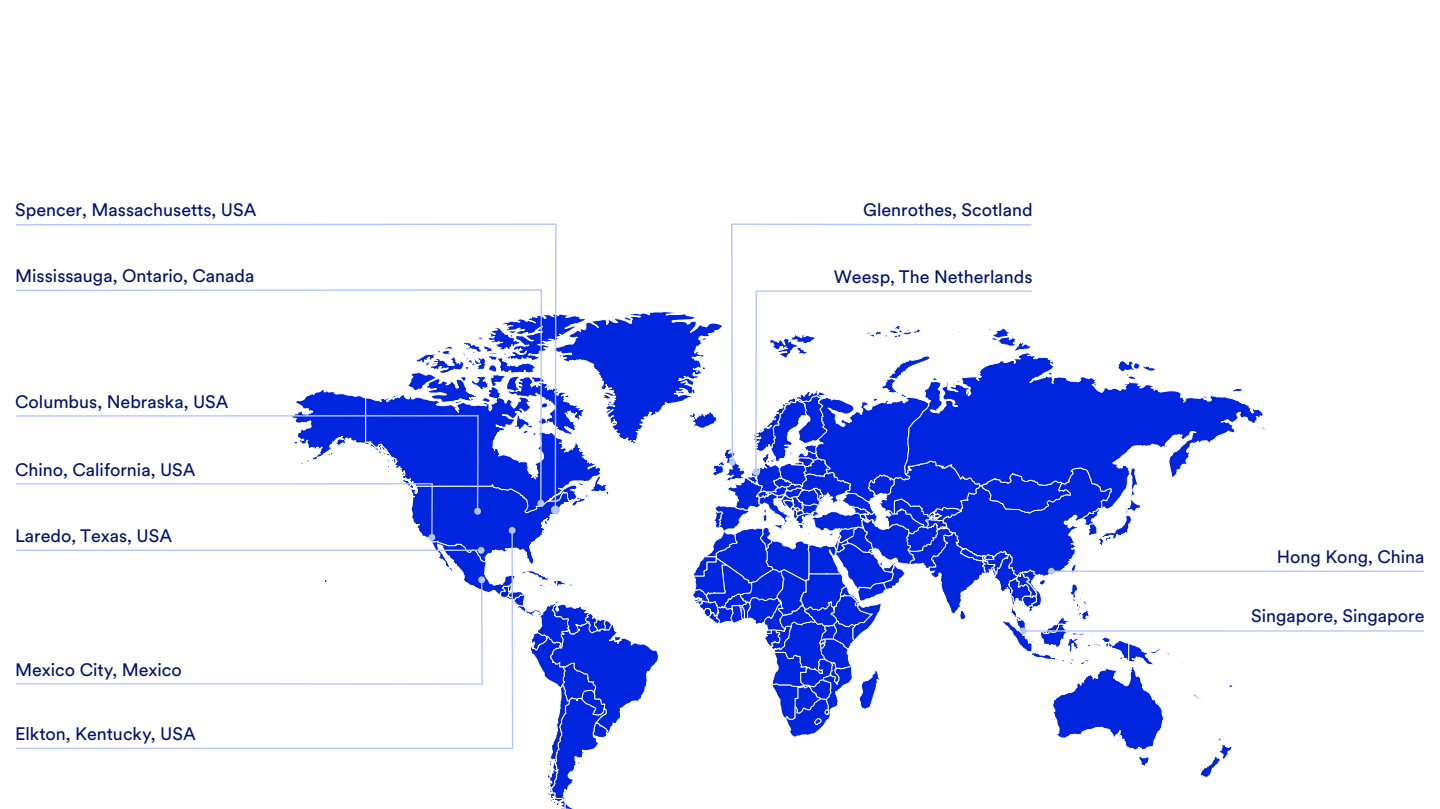 Spencer, Massachusetts, USA
Mississauga, Ontario, Canada
Columbus, Nebraska, USA
Chino, California, USA
Laredo, Texas, USA
Mexico City, Mexico
Elkton, Kentucky, USA
Glenrothes, Scotland
Weesp, The Netherlands
Hong Kong, China
Singapore, Singapore